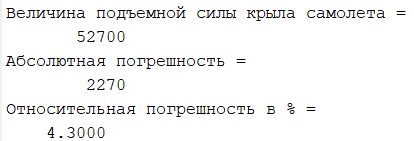 Величина подъемной силы крыла самолета =
52700
Абсолютная погрешность =
2270
Относительная погрешность в % =
4.3000